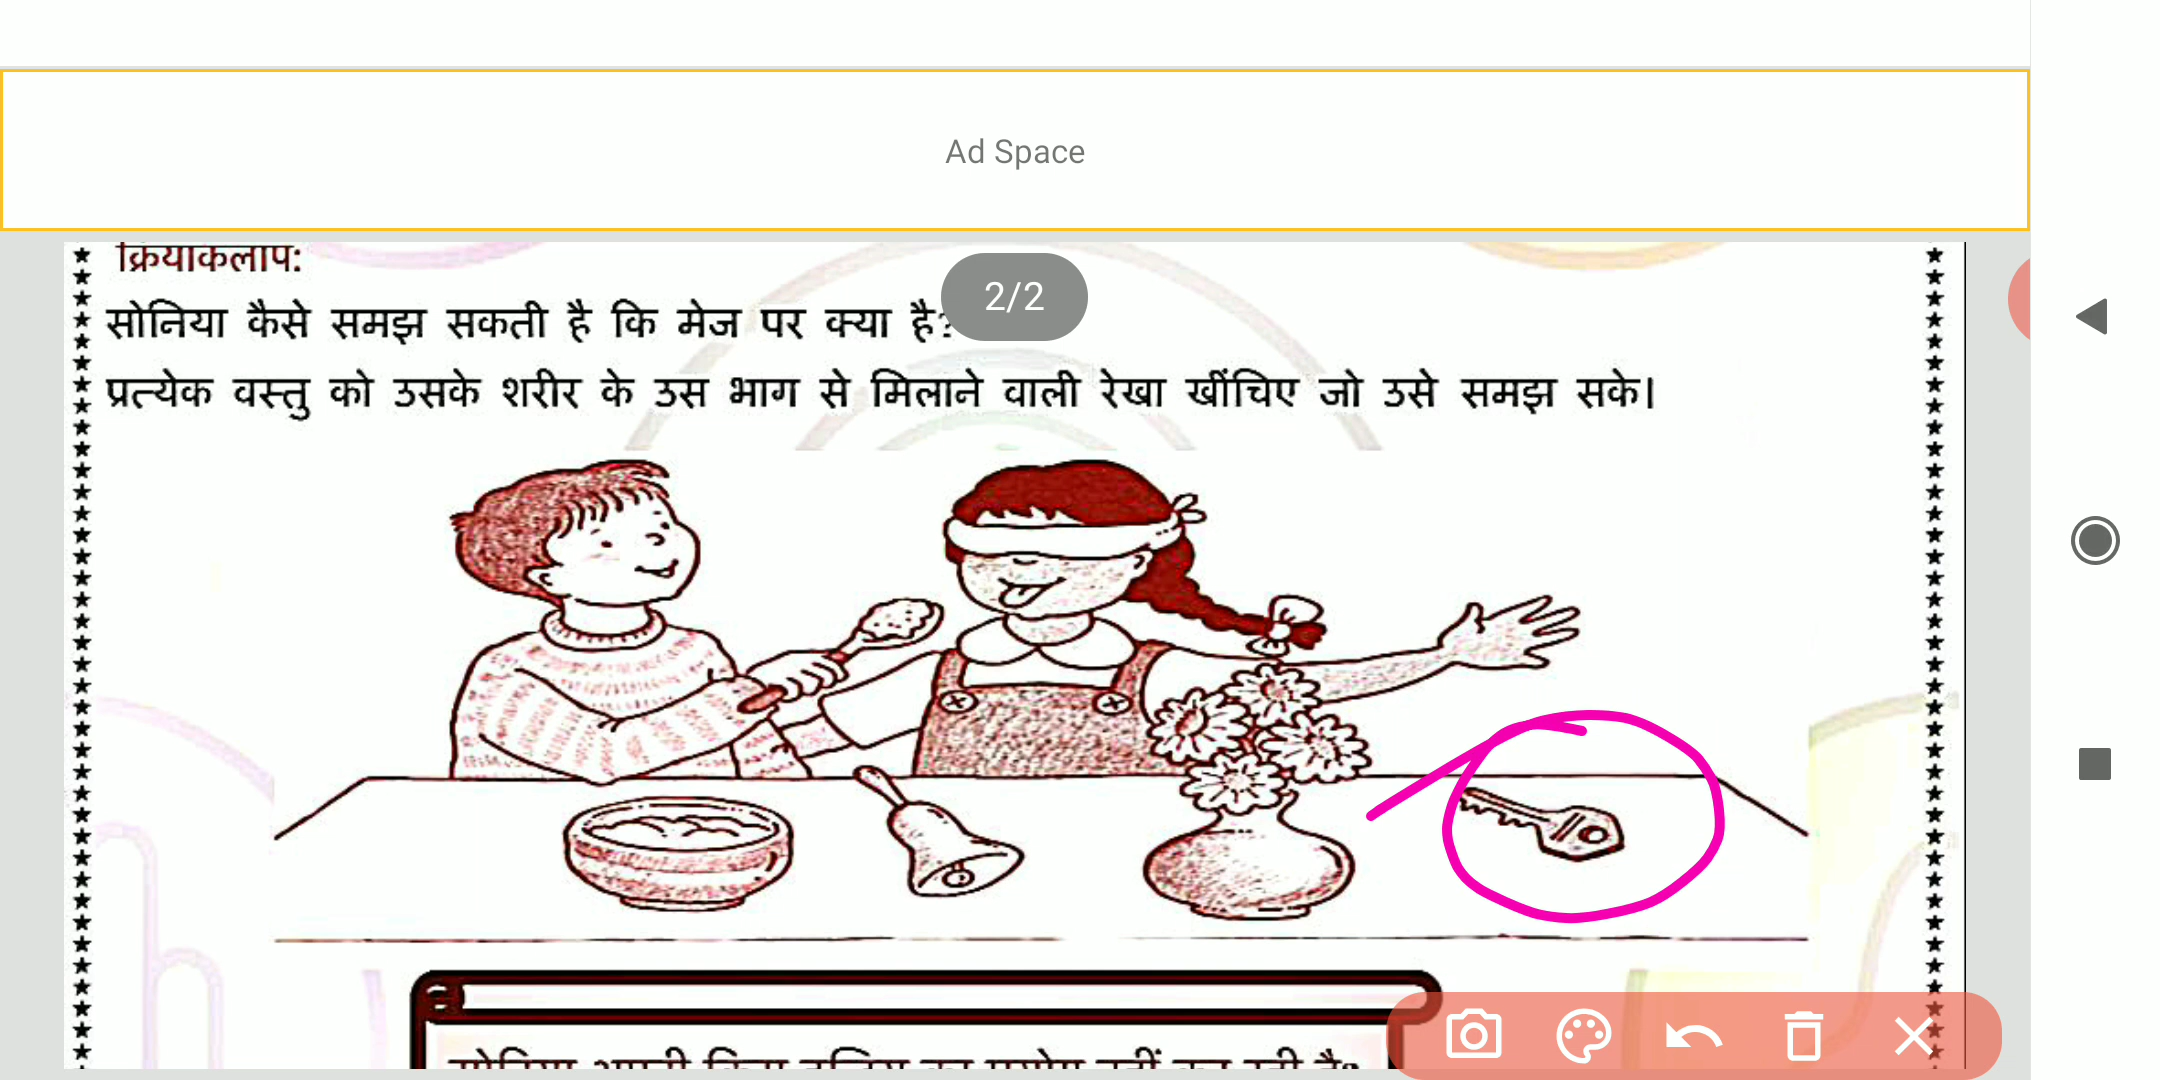 Ad Space
क्रियाकलाप:
2/2
सोनिया कैसे समझ सकती है कि मेज पर क्या है?
प्रत्येक वस्तु को उसके शरीर के उस भाग से मिलाने वाली रेखा खींचिए जो उसे समझ सके।